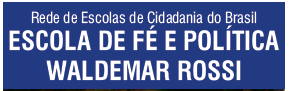 Rede de Escolas de Cidadania do Brasil
ESCOLA DE FÉ E POLÍTICA
WALDEMAR ROSSI